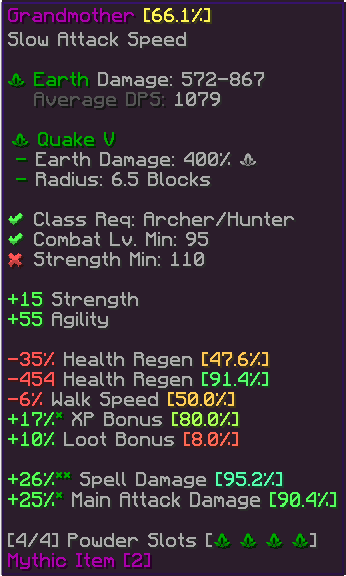 Grandmother [66.1%]
Slow Attack Speed
Earth Damage: 572-867
Average DPS: 1079
Quake V
- Earth Damage: 400%
- Radius: 6.5 Blocks
✔ Class Req: Archer/Hunter
✔ Combat Lv. Min: 95
✖ Strength Min: 110
+15 Strength
+55 Agility
-35% Health Regen [47.6%]
-454 Health Regen [91.4%]
-6% Walk Speed [50.0%]
+17%* XP Bonus [80.0%]
+10% Loot Bonus [8.0%]
+26%** Spell Damage [95.2%]
+25%* Main Attack Damage [90.4%]
[4/4] Powder Slots [    ]
Mythic Item [2]